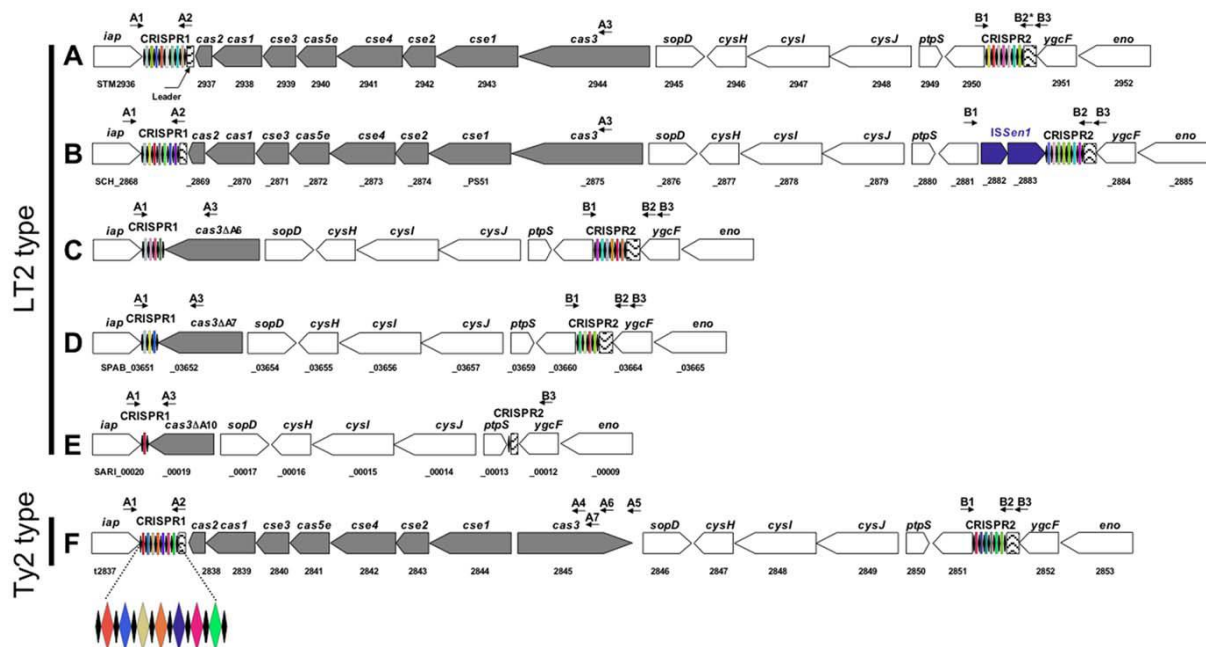 A1 A2 A3 B1 B2* B3
iap CRISPR1 cas2 cas1 cse3 cas5e cse4 cse2 cse1 cas3 sopD cysH cysI cysJ ptpS CRISPR2 ygcF eno
A
STM2936 Leader 2937 2938 2939 2940 2941 2942 2943 2944 2945 2946 2947 2948 2949 2950 2951 2952
A1 A2 A3 B1 B2 B3
iap CRISPR1 cas2 cas1 cse3 cas5e cse4 cse2 cse1 cas3 sopD cysH cysI cysJ ptpS ISSen1 CRISPR2 ygcF eno
B
SCH_2868 _2869 _2870 _2871 _2872 _2873 _2874 _PS51 _2875 _2876 _2877 _2878 _2879 _2880 _2881 _2882 _2883 _2884 _2885
A1 A3 B1 B2 B3
iap CRISPR1 cas3ΔA6 sopD cysH cysI cysJ ptpS CRISPR2 ygcF eno
C
LT2 type
A1 A3 B1 B2 B3
iap CRISPR1 cas3ΔA7 sopD cysH cysI cysJ ptpS CRISPR2 ygcF eno
D
SPAB_03651 _03652 _03654 _03655 _03656 _03657 _03659 _03660 _03664 _03665
A1 A3 B3
iap CRISPR1 cas3ΔA10 sopD cysH cysI cysJ ptpS CRISPR2 ygcF eno
E
SARI_00020 _00019 _00017 _00016 _00015 _00014 _00013 _00012 _00009
Ty2 type
A1 A2 A4 A7 A6 A5 B1 B2 B3
iap CRISPR1 cas2 cas1 cse3 cas5e cse4 cse2 cse1 cas3 sopD cysH cysI cysJ ptpS CRISPR2 ygcF eno
F
t2837 2838 2839 2840 2841 2842 2843 2844 2845 2846 2847 2848 2849 2850 2851 2852 2853